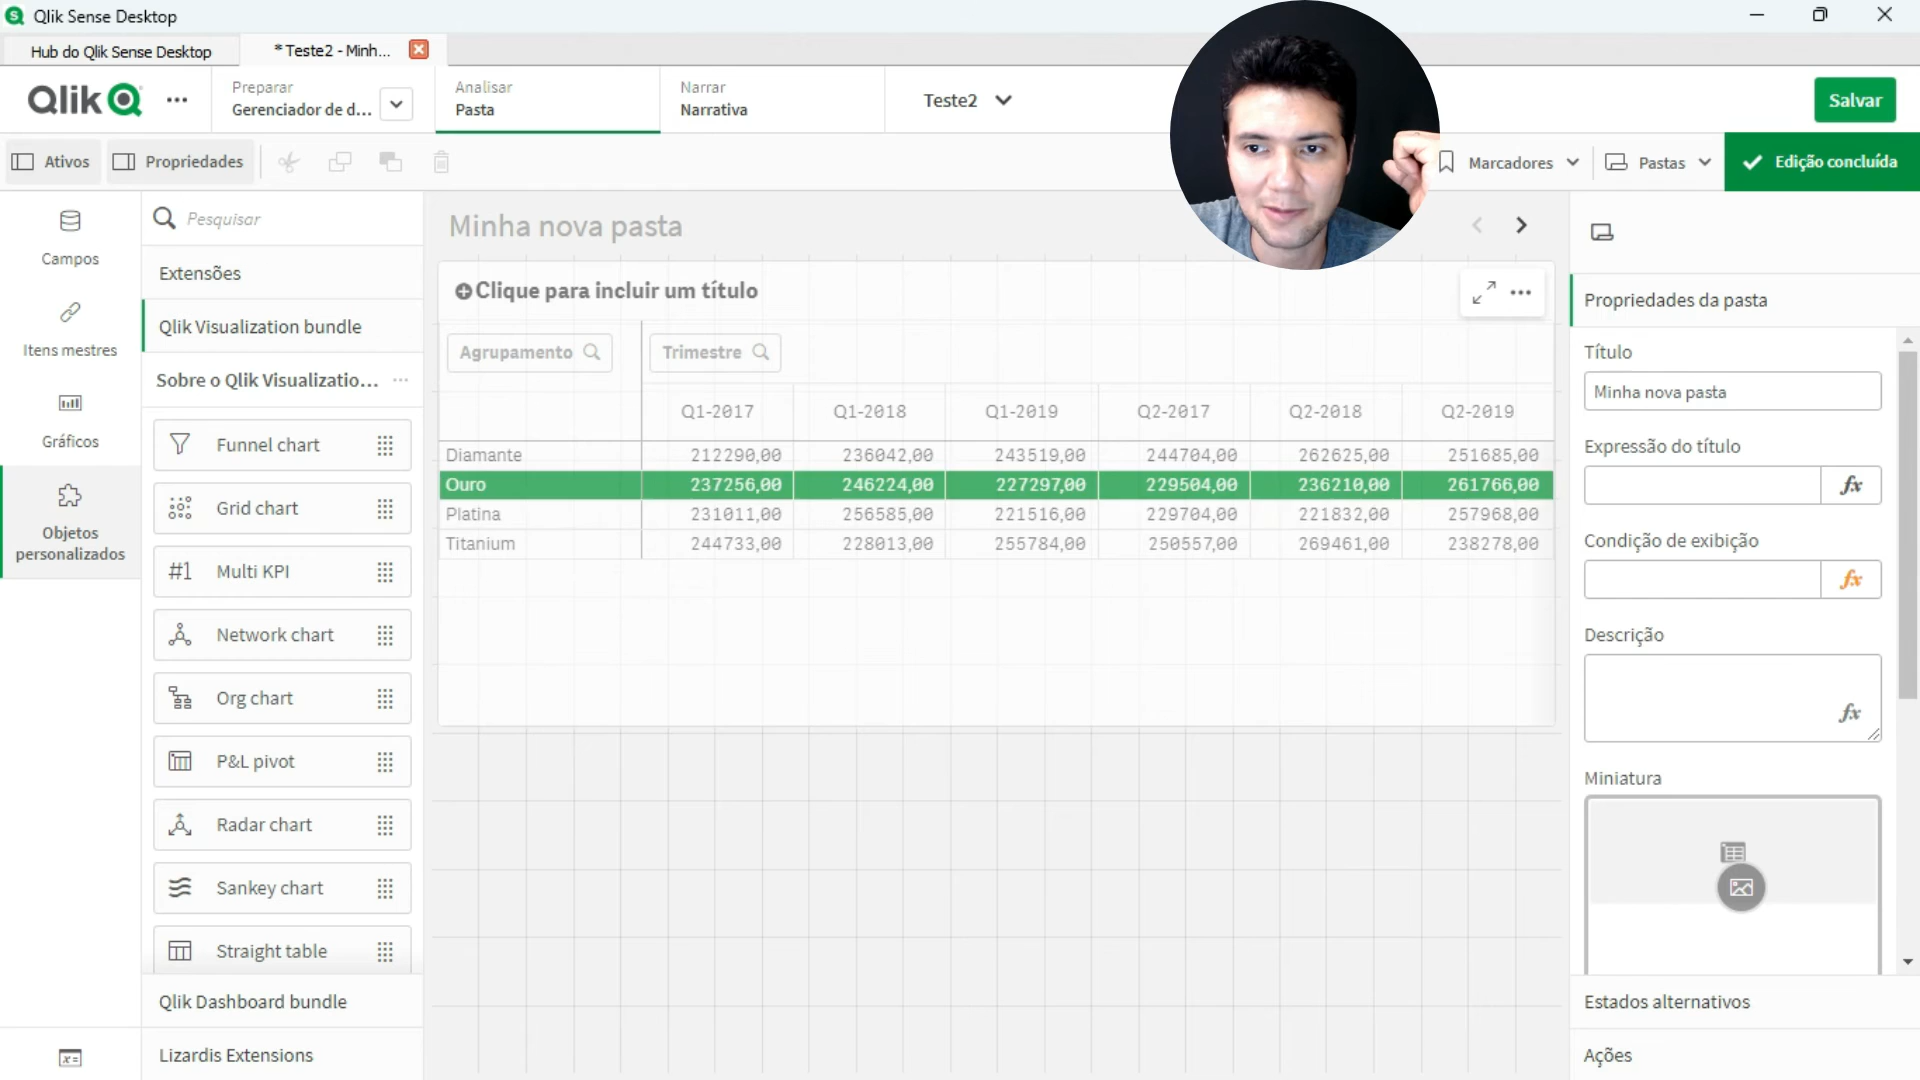 Qlik Sense Desktop
Hub do Qlik Sense Desktop
* Teste2 - Minh...
Qlik
Preparar
Gerenciador de d...
Analisar
Pasta
Narrar
Narrativa
Teste2
Salvar
Ativos
Propriedades
Marcadores
Pastas
Edição concluída
Campos
Itens mestres
Gráficos
Objetos
personalizados
Pesquisar
Extensões
Qlik Visualization bundle
Sobre o Qlik Visualizatio...
Funnel chart
Grid chart
#1 Multi KPI
Network chart
Org chart
P&L pivot
Radar chart
Sankey chart
Straight table
Qlik Dashboard bundle
Lizardis Extensions
Minha nova pasta
Clique para incluir um título
Agrupamento
Trimestre
Q1-2017 Q1-2018 Q1-2019 Q2-2017 Q2-2018 Q2-2019
Diamante 212290,00 236042,00 243519,00 244704,00 262625,00 251685,00
Ouro 237256,00 246224,00 227297,00 229504,00 236210,00 261766,00
Platina 231011,00 256585,00 221516,00 229704,00 221832,00 257968,00
Titanium 244733,00 228013,00 255784,00 250557,00 269461,00 238278,00
Propriedades da pasta
Título
Minha nova pasta
Expressão do título
fx
Condição de exibição
fx
Descrição
fx
Miniatura
Estados alternativos
Ações